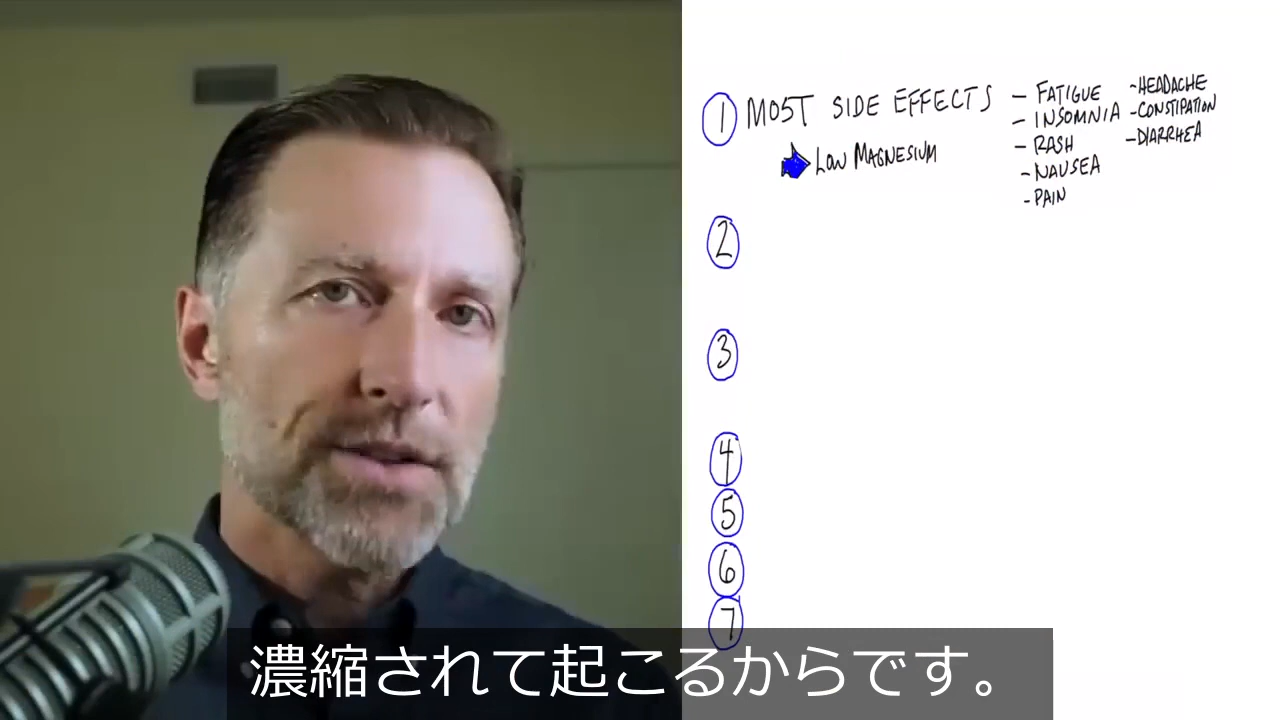 ① MOST SIDE EFFECTS
LOW MAGNESIUM
- FATIGUE
- INSOMNIA
- RASH
- NAUSEA
- PAIN
- HEADACHE
- CONSTIPATION
- DIARRHEA
②
③
④
⑤
⑥
⑦
濃縮されて起こるからです。